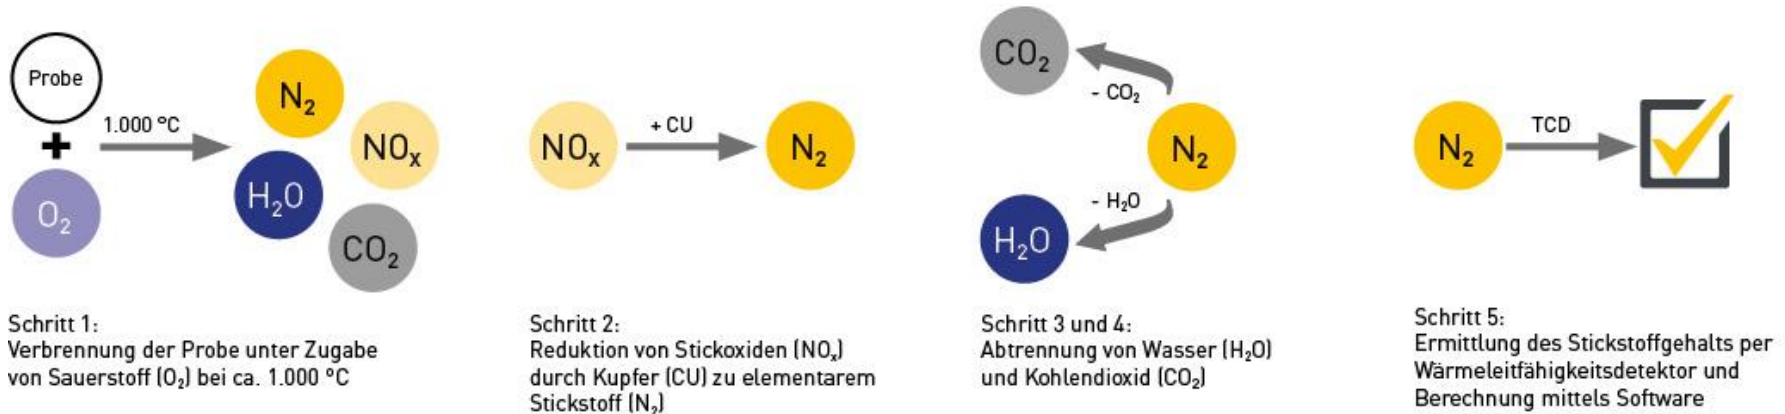 Probe
+
O₂
1.000 °C
N₂
NOₓ
H₂O
CO₂
Schritt 1:
Verbrennung der Probe unter Zugabe
von Sauerstoff (O₂) bei ca. 1.000 °C
NOₓ
+ CU
N₂
Schritt 2:
Reduktion von Stickoxiden (NOₓ)
durch Kupfer (CU) zu elementarem
Stickstoff (N₂)
CO₂
- CO₂
N₂
- H₂O
H₂O
Schritt 3 und 4:
Abtrennung von Wasser (H₂O)
und Kohlendioxid (CO₂)
N₂
TCD
Schritt 5:
Ermittlung des Stickstoffgehalts per
Wärmeleitfähigkeitsdetektor und
Berechnung mittels Software